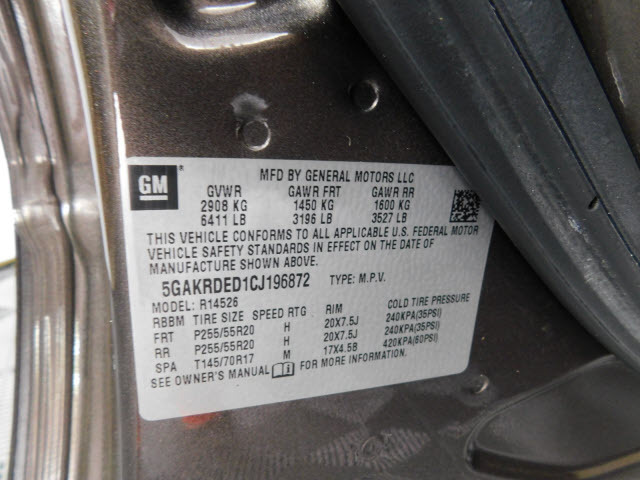 GM
MFD BY GENERAL MOTORS LLC
GVWR GAWR FRT GAWR RR
2908 KG 1450 KG 1600 KG
6411 LB 3196 LB 3527 LB
THIS VEHICLE CONFORMS TO ALL APPLICABLE U.S. FEDERAL MOTOR
VEHICLE SAFETY STANDARDS IN EFFECT ON THE DATE OF
MANUFACTURE SHOWN ABOVE.
5GAKRDED1CJ196872 TYPE: M.P.V.
MODEL: R14526
RBBM TIRE SIZE SPEED RTG RIM COLD TIRE PRESSURE
FRT P255/55R20 H 20X7.5J 240KPA(35PSI)
RR P255/55R20 H 20X7.5J 240KPA(35PSI)
SPA T145/70R17 M 17X4.5B 420KPA(60PSI)
SEE OWNER'S MANUAL FOR MORE INFORMATION.